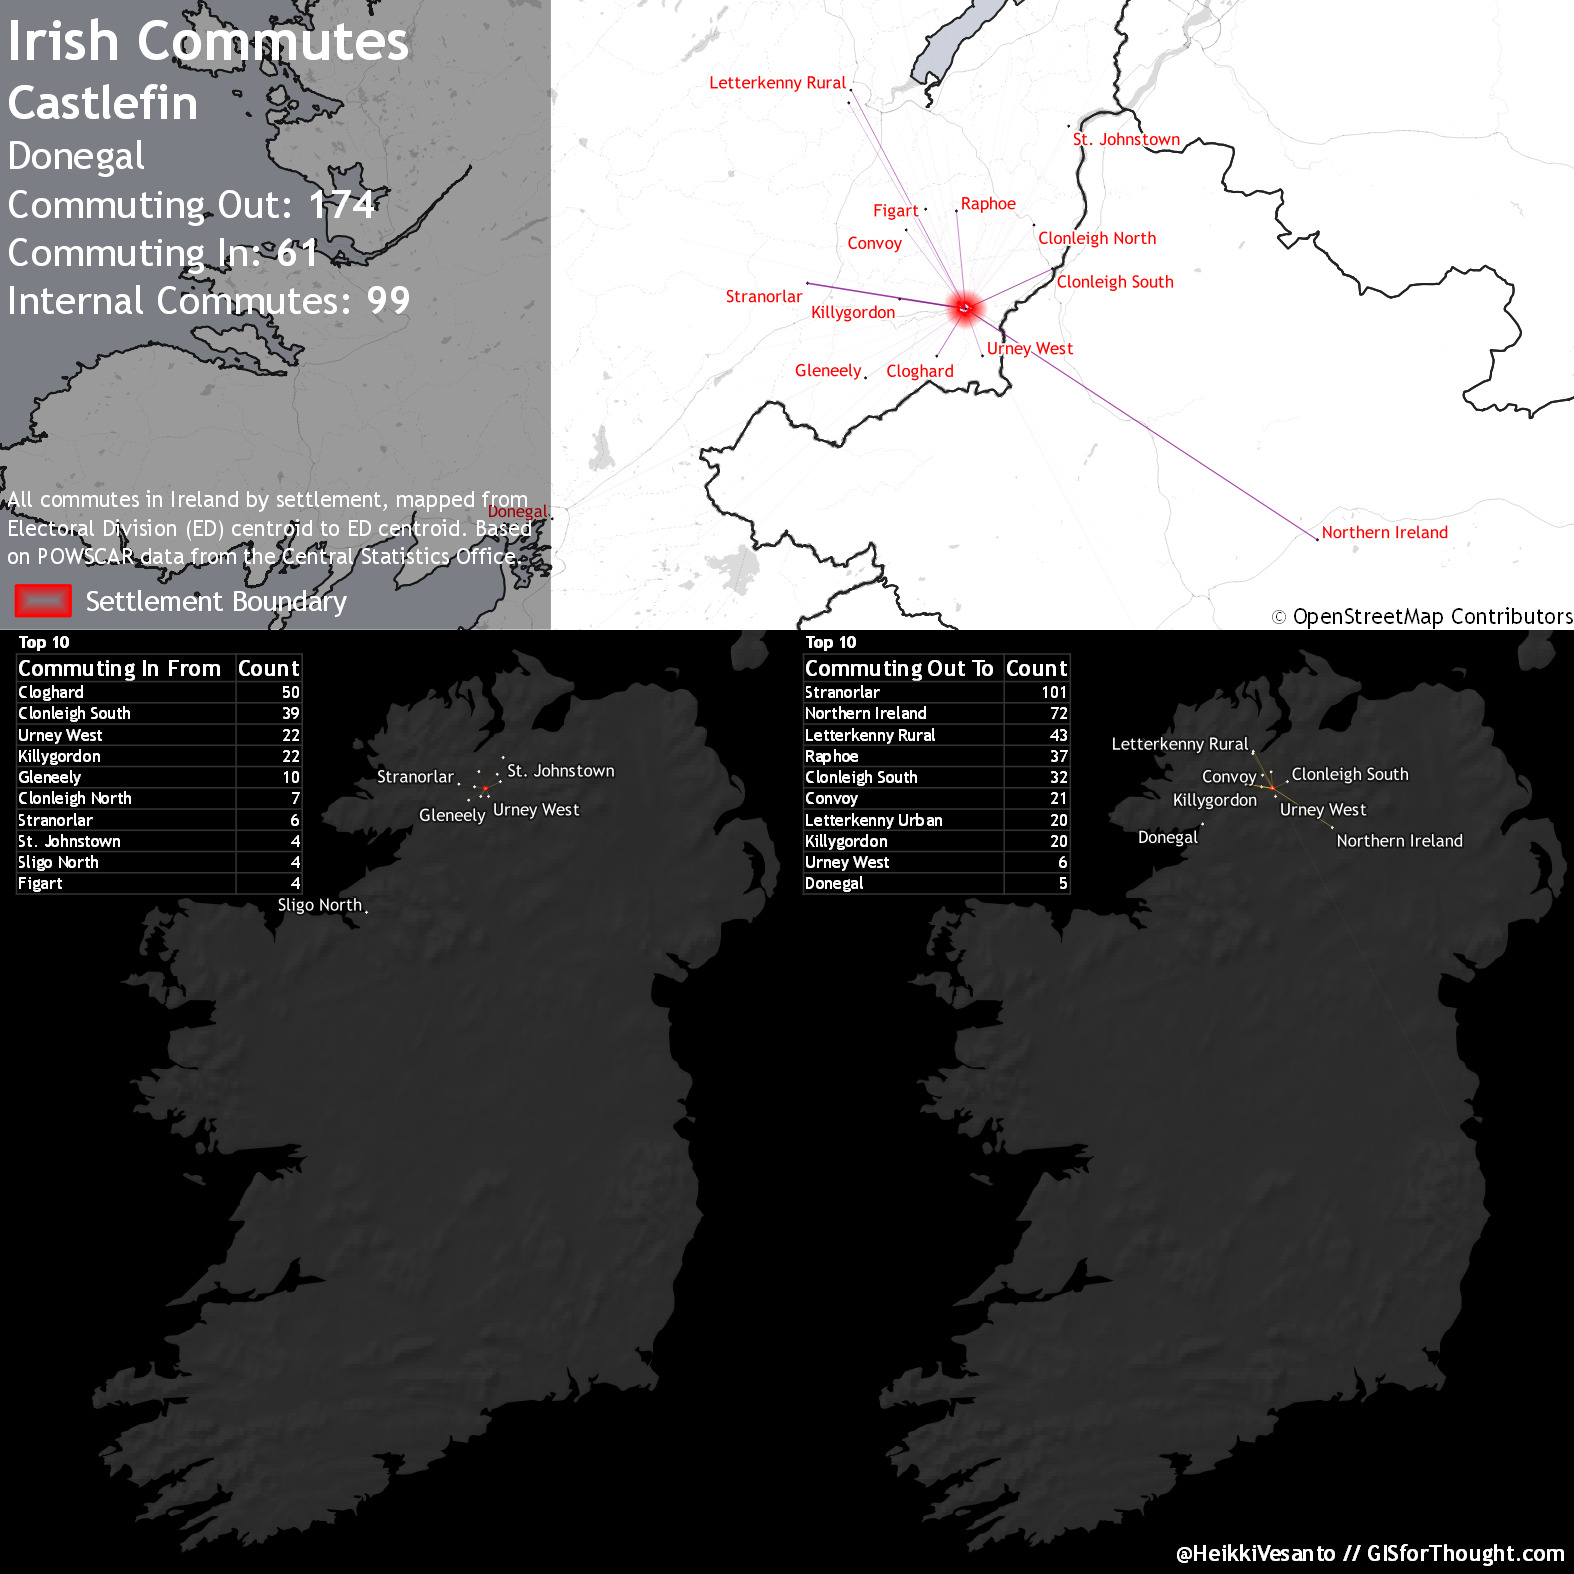 Irish Commutes
Castlefin
Donegal
Commuting Out: 174
Commuting In: 61
Internal Commutes: 99
All commutes in Ireland by settlement, mapped from
Electoral Division (ED) centroid to ED centroid. Based
on POWSCAR data from the Central Statistics Office.
Settlement Boundary
Donegal
Letterkenny Rural
St. Johnstown
Figart
Raphoe
Convoy
Clonleigh North
Clonleigh South
Stranorlar
Killygordon
Urney West
Gleneely
Cloghard
Northern Ireland
© OpenStreetMap Contributors
Top 10
Commuting In From Count
Cloghard 50
Clonleigh South 39
Urney West 22
Killygordon 22
Gleneely 10
Clonleigh North 7
Stranorlar 6
St. Johnstown 4
Sligo North 4
Figart 4
Stranorlar
St. Johnstown
Gleneely
Urney West
Sligo North
Top 10
Commuting Out To Count
Stranorlar 101
Northern Ireland 72
Letterkenny Rural 43
Raphoe 37
Clonleigh South 32
Convoy 21
Letterkenny Urban 20
Killygordon 20
Urney West 6
Donegal 5
Letterkenny Rural
Convoy
Clonleigh South
Killygordon
Urney West
Donegal
Northern Ireland
@HeikkiVesanto // GISforThought.com